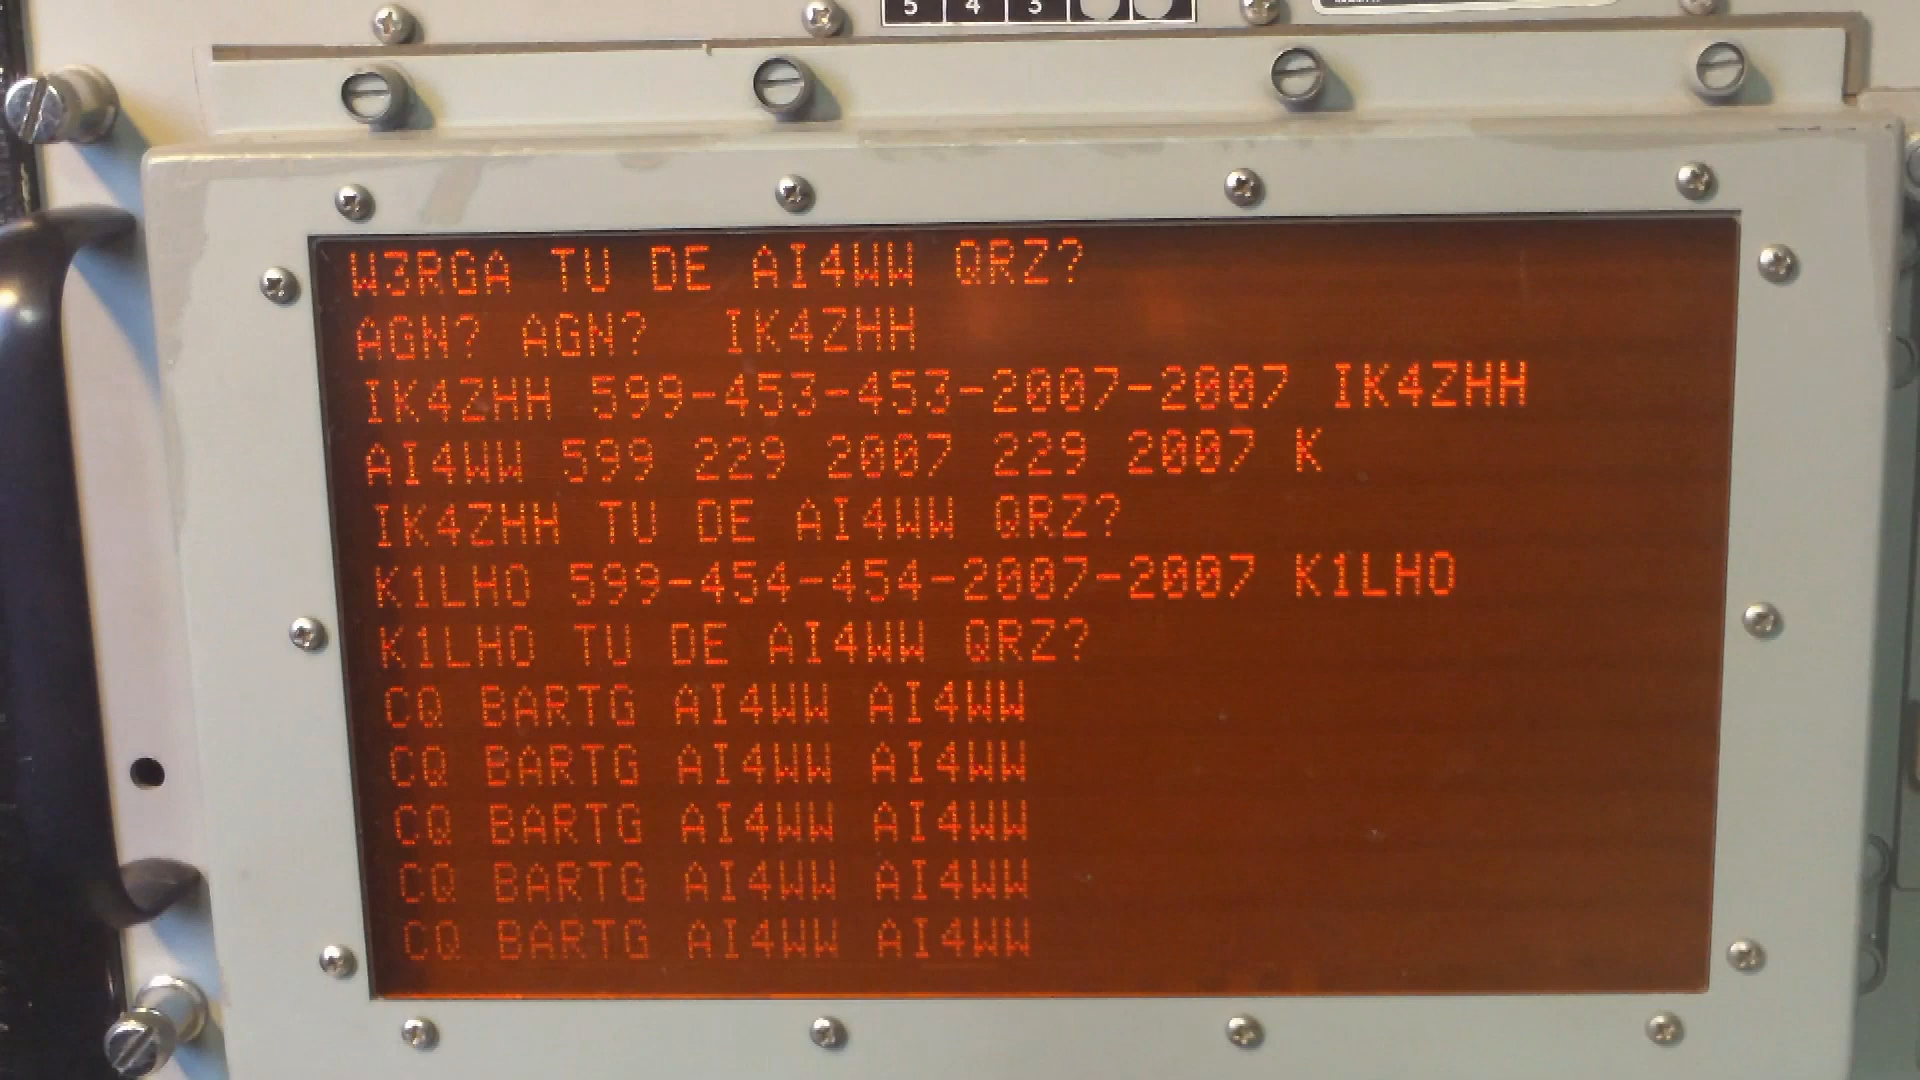 5 4 3
W3RGA TU DE AI4WW QRZ?
AGN? AGN? IK4ZHH
IK4ZHH 599-453-453-2007-2007 IK4ZHH
AI4WW 599 229 2007 229 2007 K
IK4ZHH TU DE AI4WW QRZ?
K1LHO 599-454-454-2007-2007 K1LHO
K1LHO TU DE AI4WW QRZ?
CQ BARTG AI4WW AI4WW
CQ BARTG AI4WW AI4WW
CQ BARTG AI4WW AI4WW
CQ BARTG AI4WW AI4WW
CQ BARTG AI4WW AI4WW